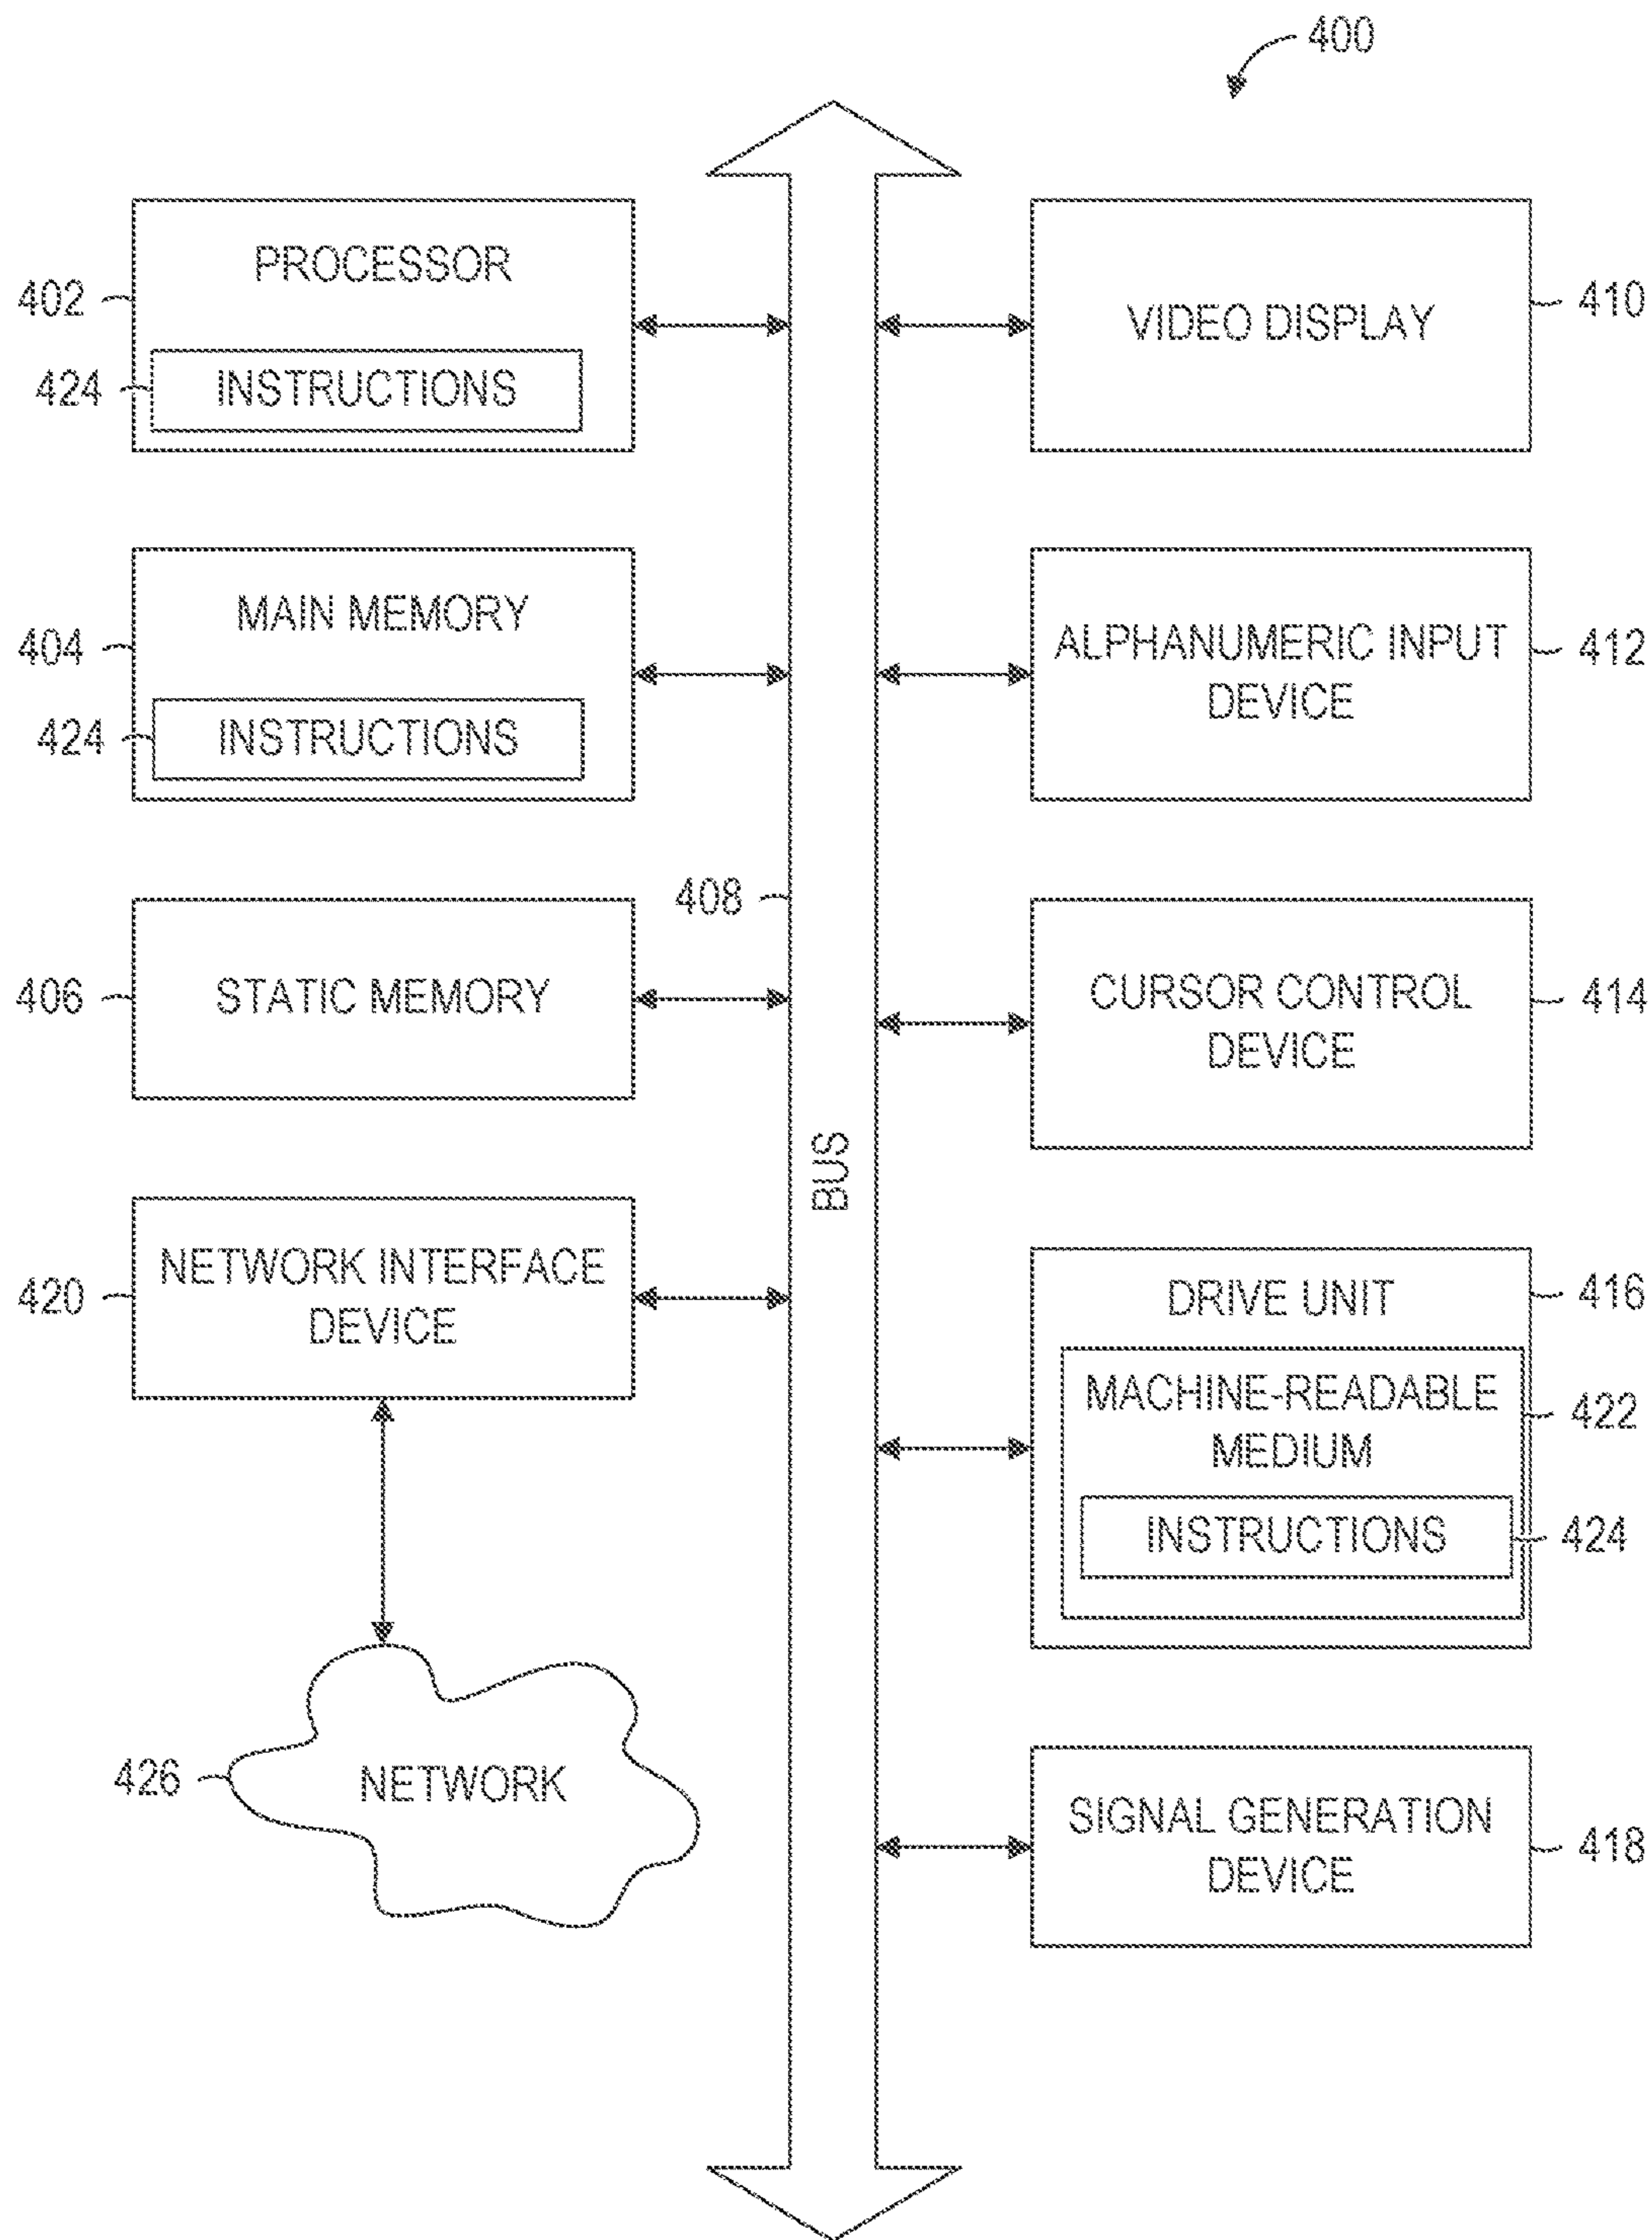 400
PROCESSOR
402
424
INSTRUCTIONS
MAIN MEMORY
404
424
INSTRUCTIONS
408
STATIC MEMORY
406
NETWORK INTERFACE
DEVICE
420
426
NETWORK
BUS
VIDEO DISPLAY
410
ALPHANUMERIC INPUT
DEVICE
412
CURSOR CONTROL
DEVICE
414
DRIVE UNIT
416
MACHINE-READABLE
MEDIUM
422
INSTRUCTIONS
424
SIGNAL GENERATION
DEVICE
418